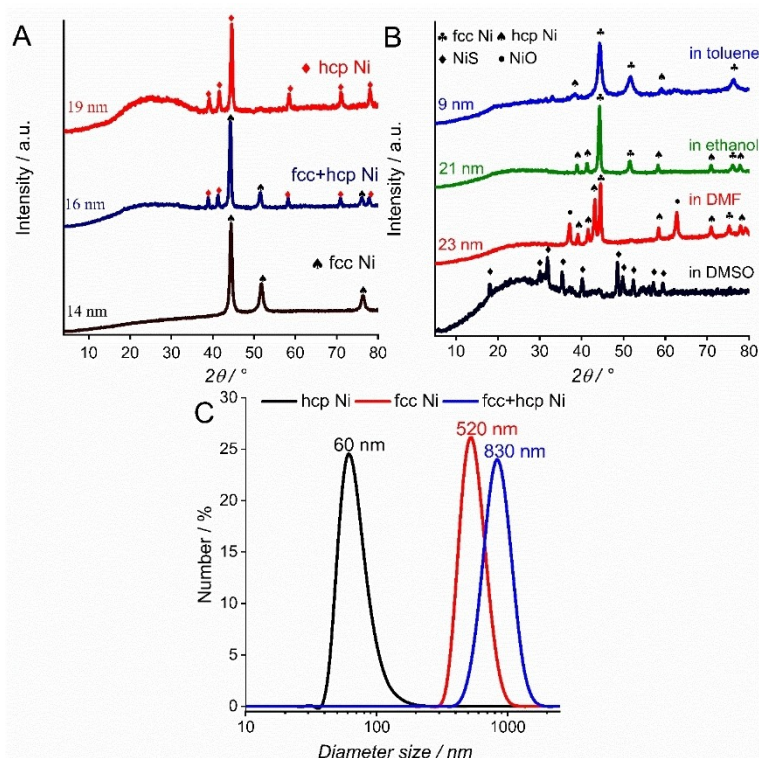 A
Intensity / a.u.
♦ hcp Ni
19 nm
fcc+hcp Ni
16 nm
♠ fcc Ni
14 nm
10 20 30 40 50 60 70 80
2θ / °
B
Intensity / a.u.
♣ fcc Ni ♠ hcp Ni
♦ NiS • NiO
in toluene
9 nm
in ethanol
21 nm
in DMF
23 nm
in DMSO
10 20 30 40 50 60 70 80
2θ / °
C
hcp Ni fcc Ni fcc+hcp Ni
Number / %
30
25
20
15
10
5
0
60 nm
520 nm
830 nm
10 100 1000
Diameter size / nm